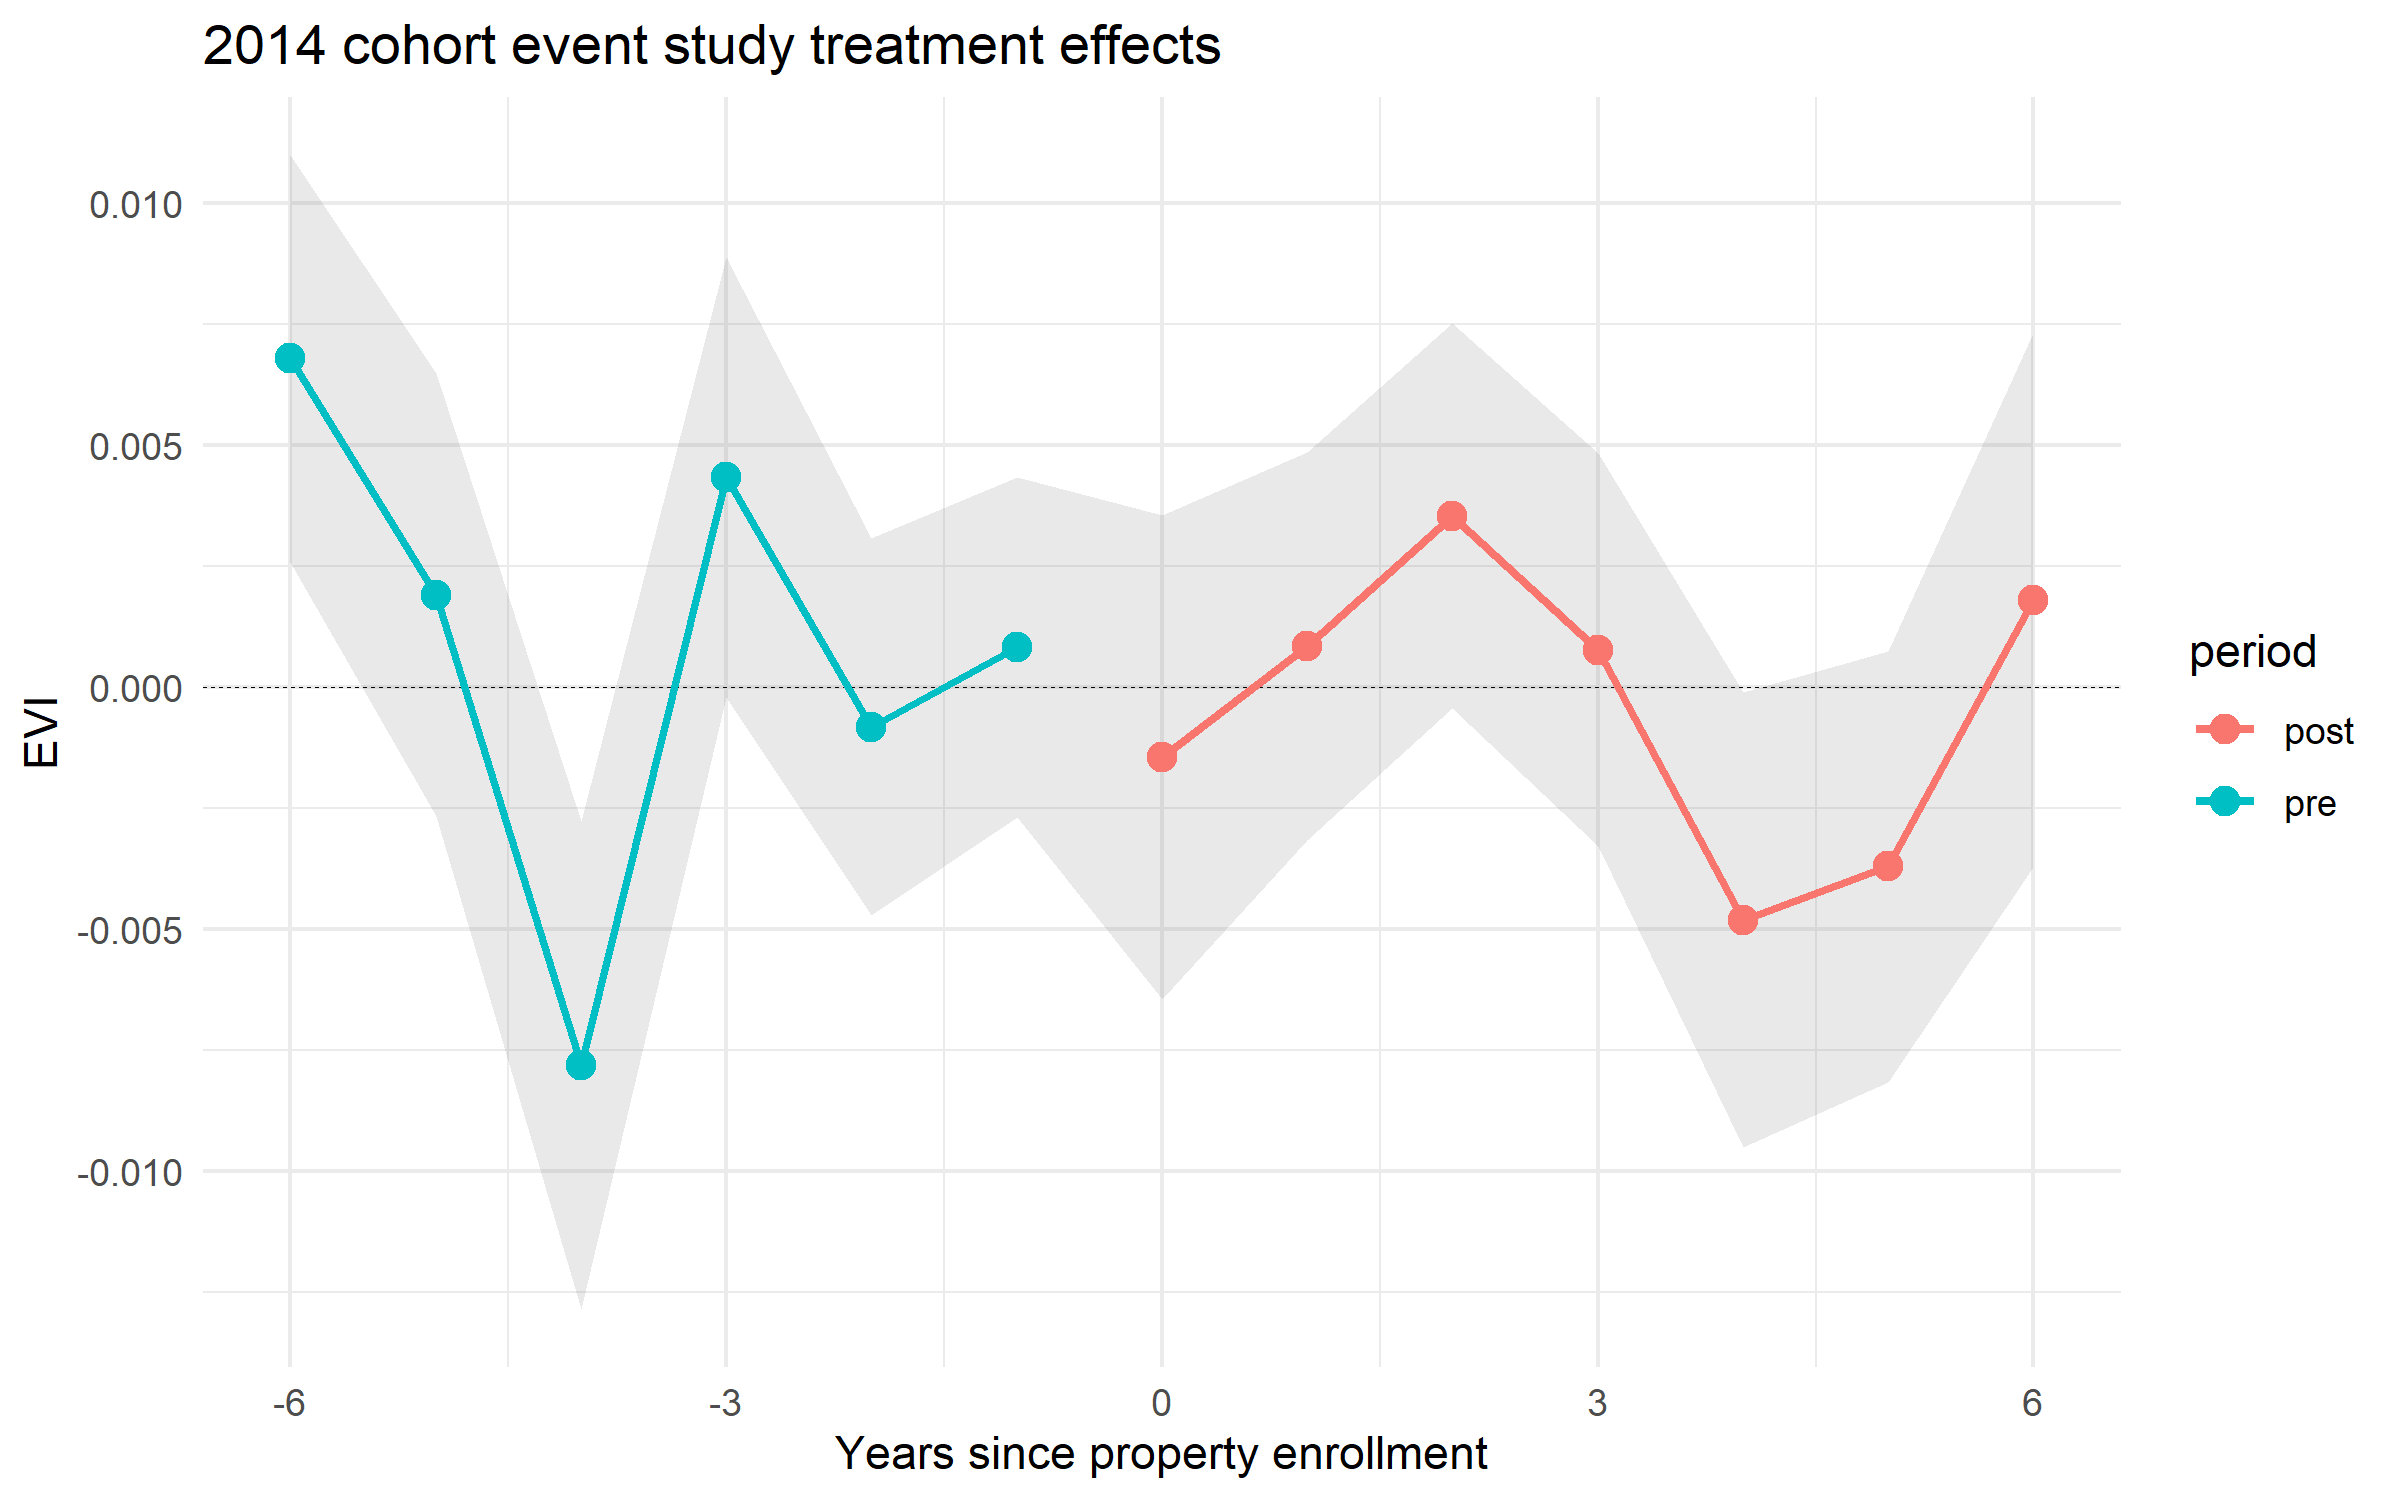 2014 cohort event study treatment effects
0.010
0.005
0.000
-0.005
-0.010
EVI
-6
-3
0
3
6
Years since property enrollment
period
post
pre